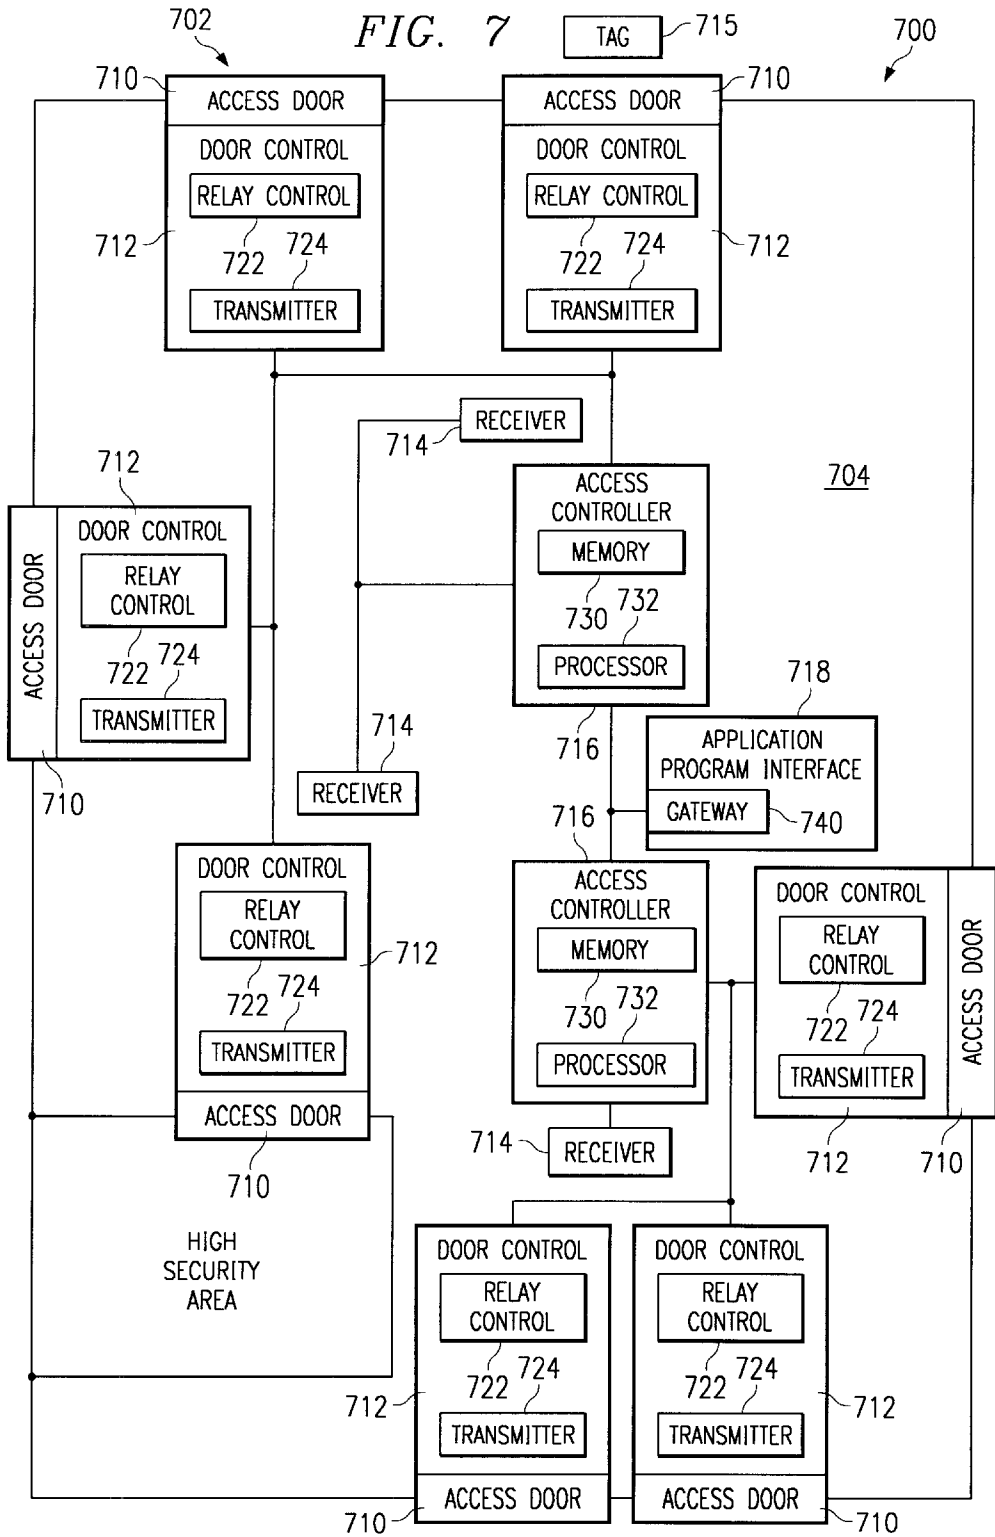 702
FIG. 7
TAG
715
700
710
ACCESS DOOR
DOOR CONTROL
RELAY CONTROL
712
722
724
TRANSMITTER
ACCESS DOOR
710
DOOR CONTROL
RELAY CONTROL
722
724
712
TRANSMITTER
714
RECEIVER
712
ACCESS DOOR
DOOR CONTROL
RELAY
CONTROL
722
724
TRANSMITTER
710
ACCESS
CONTROLLER
MEMORY
730
732
PROCESSOR
716
704
714
RECEIVER
718
APPLICATION
PROGRAM INTERFACE
GATEWAY
740
716
ACCESS
CONTROLLER
MEMORY
730
732
PROCESSOR
714
RECEIVER
DOOR CONTROL
RELAY
CONTROL
712
722
724
TRANSMITTER
ACCESS DOOR
710
DOOR CONTROL
RELAY
CONTROL
722
724
TRANSMITTER
ACCESS DOOR
712
710
HIGH
SECURITY
AREA
DOOR CONTROL
RELAY
CONTROL
722
724
712
TRANSMITTER
ACCESS DOOR
710
DOOR CONTROL
RELAY
CONTROL
722
724
712
TRANSMITTER
ACCESS DOOR
710